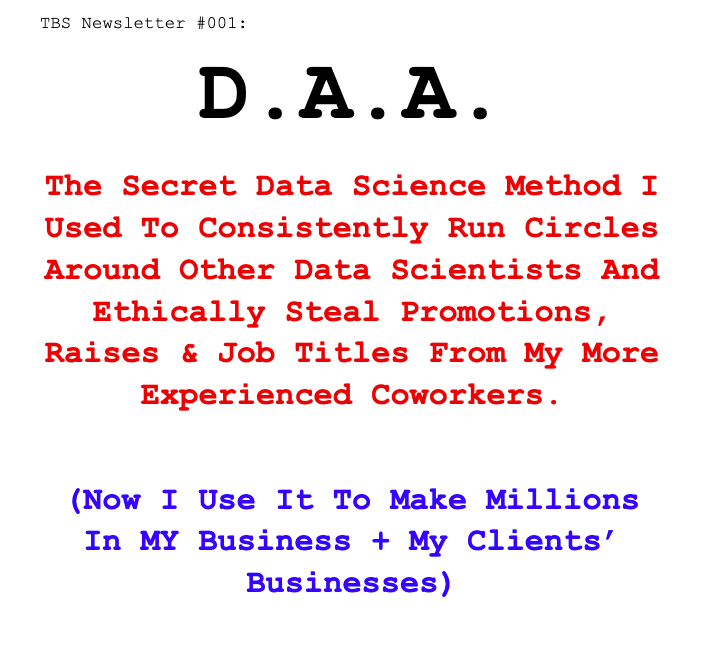 TBS Newsletter #001:
D.A.A.
The Secret Data Science Method I
Used To Consistently Run Circles
Around Other Data Scientists And
Ethically Steal Promotions,
Raises & Job Titles From My More
Experienced Coworkers.
(Now I Use It To Make Millions
In MY Business + My Clients’
Businesses)